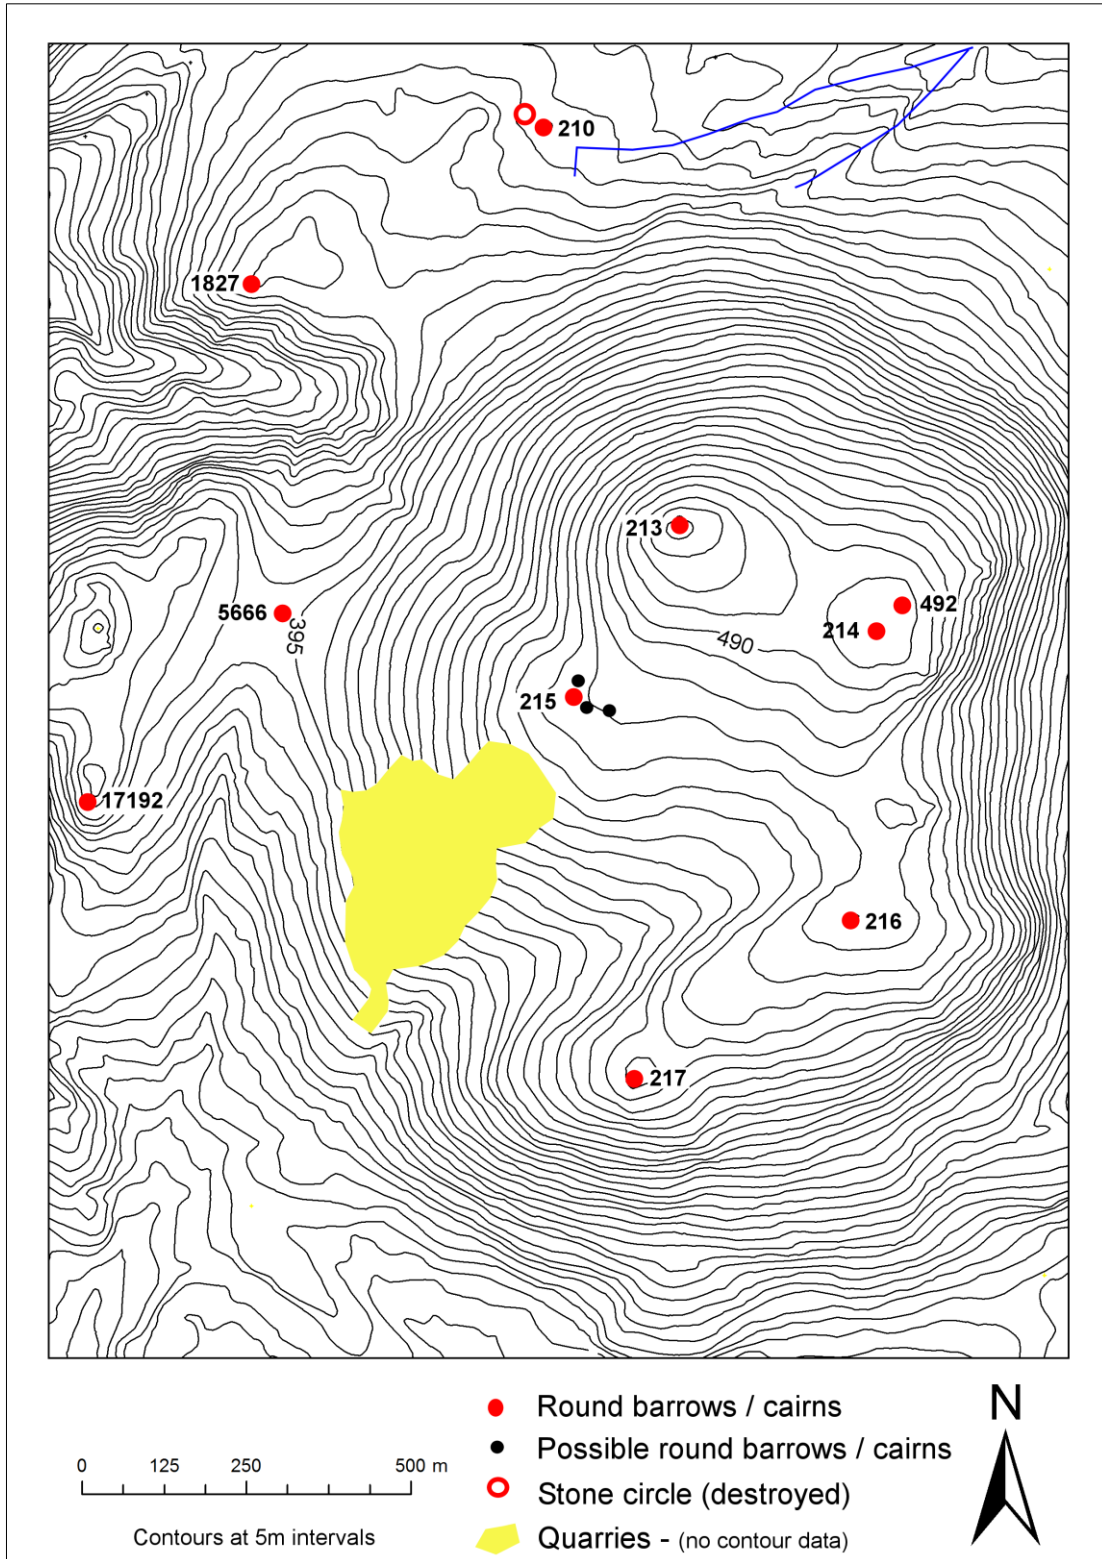 210
1827
213
492
5666
395
214
490
215
17192
216
217
N
Round barrows / cairns
Possible round barrows / cairns
0 125 250 500 m
Stone circle (destroyed)
Contours at 5m intervals
Quarries - (no contour data)